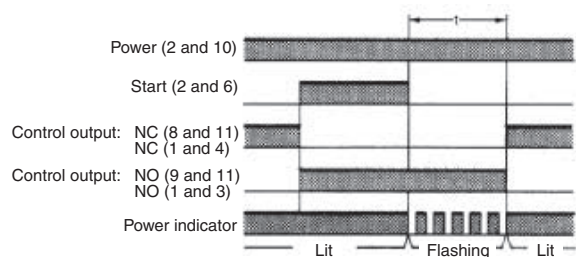 t
Power (2 and 10)
Start (2 and 6)
Control output: NC (8 and 11)
NC (1 and 4)
Control output: NO (9 and 11)
NO (1 and 3)
Power indicator
Lit Flashing Lit